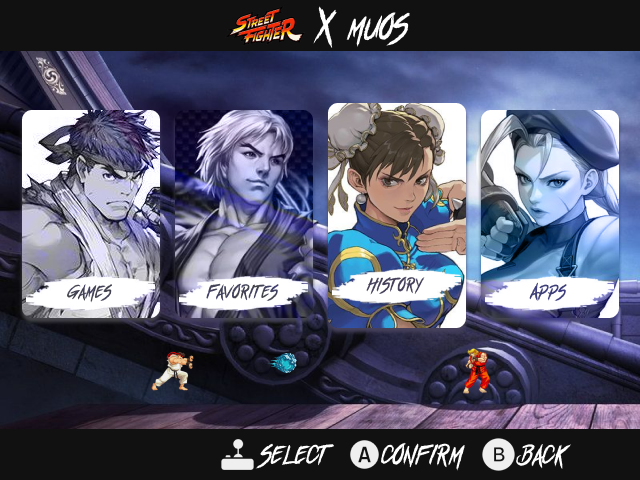 STREET
FIGHTER X MUOS
GAMES
FAVORITES
HISTORY
APPS
SELECT A CONFIRM B BACK